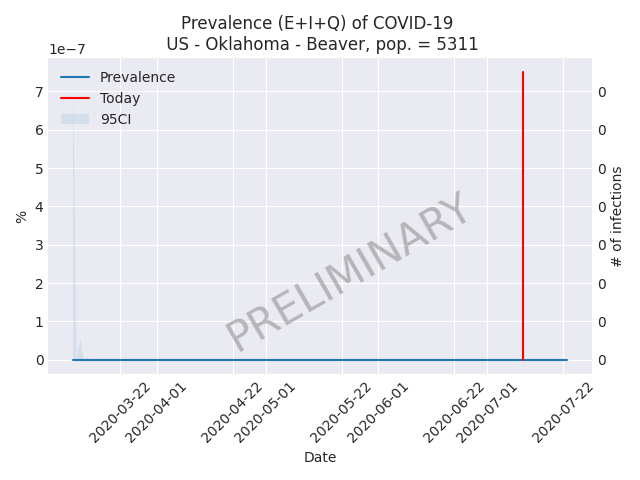 Prevalence (E+I+Q) of COVID-19
US - Oklahoma - Beaver, pop. = 5311
1e−7
Prevalence
Today
95CI
7
6
5
4
3
2
1
0
%
0
0
0
0
0
0
0
0
# of infections
PRELIMINARY
2020-03-22
2020-04-01
2020-04-22
2020-05-01
2020-05-22
2020-06-01
2020-06-22
2020-07-01
2020-07-22
Date